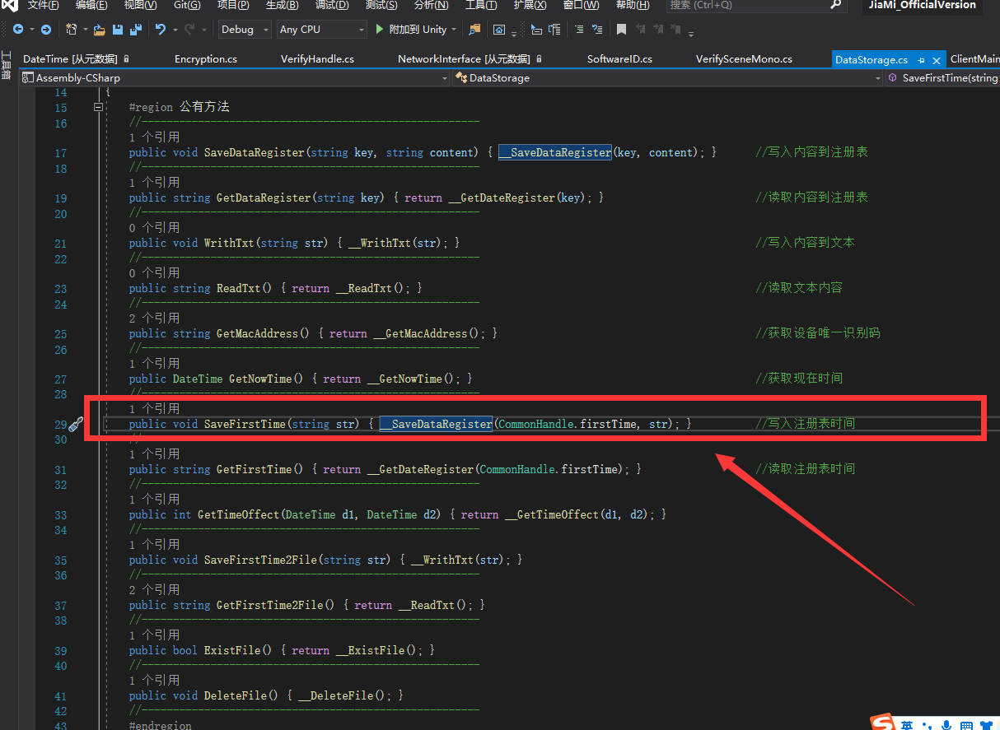 文件(F) 编辑(E) 视图(V) Git(G) 项目(P) 生成(B) 调试(D) 测试(S) 分析(N) 工具(T) 扩展(X) 窗口(W) 帮助(H) 搜索 (Ctrl+Q) JiaMi_OfficialVersion
Debug Any CPU 附加到 Unity
工具箱
DateTime [从元数据] Encryption.cs VerifyHandle.cs NetworkInterface [从元数据] SoftwareID.cs VerifySceneMono.cs DataStorage.cs ClientMain
Assembly-CSharp DataStorage SaveFirstTime(string
14 {
15 #region 公有方法
16 //------------------------------------------------------
1 个引用
17 public void SaveDataRegister(string key, string content) { __SaveDataRegister(key, content); } //写入内容到注册表
18 //------------------------------------------------------
1 个引用
19 public string GetDataRegister(string key) { return __GetDateRegister(key); } //读取内容到注册表
20 //------------------------------------------------------
0 个引用
21 public void WrithTxt(string str) { __WrithTxt(str); } //写入内容到文本
22 //------------------------------------------------------
0 个引用
23 public string ReadTxt() { return __ReadTxt(); } //读取文本内容
24 //------------------------------------------------------
2 个引用
25 public string GetMacAddress() { return __GetMacAddress(); } //获取设备唯一识别码
26 //------------------------------------------------------
1 个引用
27 public DateTime GetNowTime() { return __GetNowTime(); } //获取现在时间
28 //------------------------------------------------------
1 个引用
29 public void SaveFirstTime(string str) { __SaveDataRegister(CommonHandle.firstTime, str); } //写入注册表时间
30 //
1 个引用
31 public string GetFirstTime() { return __GetDateRegister(CommonHandle.firstTime); } //读取注册表时间
32 //------------------------------------------------------
1 个引用
33 public int GetTimeOffect(DateTime d1, DateTime d2) { return __GetTimeOffect(d1, d2); }
34 //------------------------------------------------------
1 个引用
35 public void SaveFirstTime2File(string str) { __WrithTxt(str); }
36 //------------------------------------------------------
2 个引用
37 public string GetFirstTime2File() { return __ReadTxt(); }
38 //------------------------------------------------------
1 个引用
39 public bool ExistFile() { return __ExistFile(); }
40 //------------------------------------------------------
1 个引用
41 public void DeleteFile() { __DeleteFile(); }
42 //------------------------------------------------------
43 #endregion
英